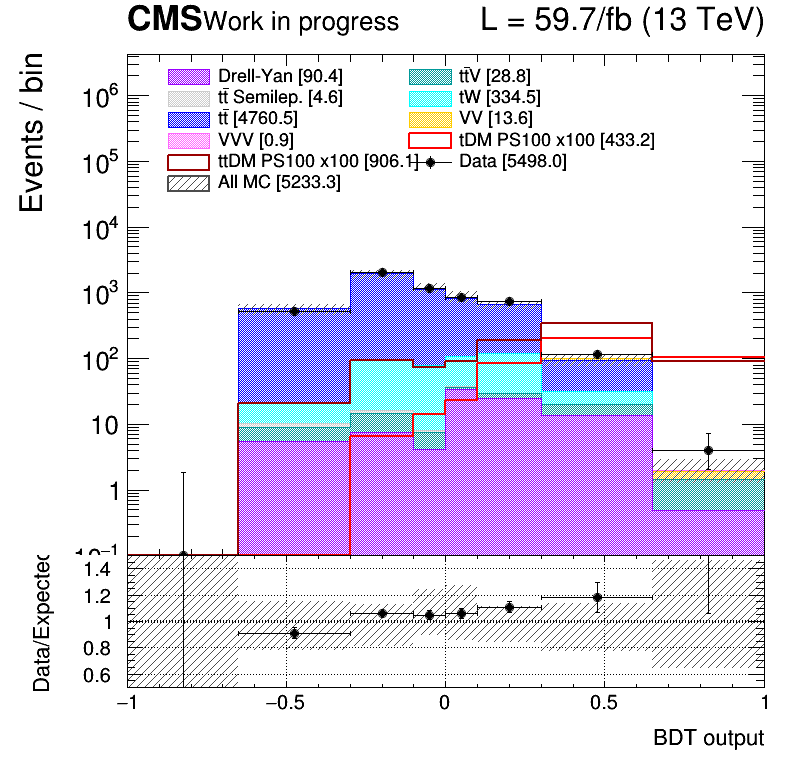 CMS Work in progress L = 59.7/fb (13 TeV)
Events / bin
Drell-Yan [90.4] tt̄V [28.8]
tt̄ Semilep. [4.6] tW [334.5]
tt̄ [4760.5] VV [13.6]
VVV [0.9] tDM PS100 x100 [433.2]
ttDM PS100 x100 [906.1] Data [5498.0]
All MC [5233.3]
10⁶
10⁵
10⁴
10³
10²
10
1
10⁻¹
Data/Expected
1.4
1.2
1
0.8
0.6
−1 −0.5 0 0.5 1
BDT output